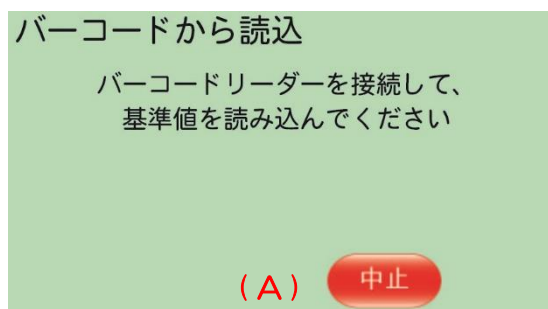 バーコードから読込
バーコードリーダーを接続して、
基準値を読み込んでください
(A) 中止